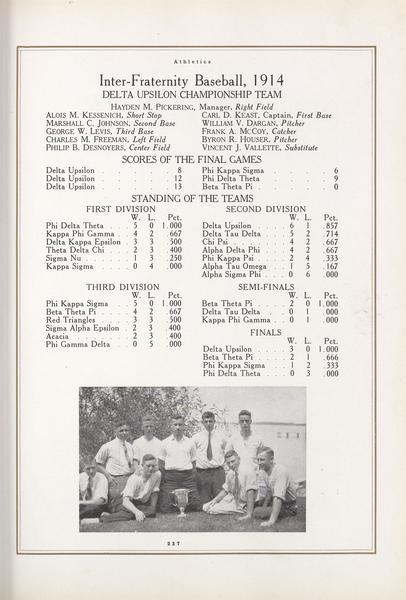 Athletics
Inter-Fraternity Baseball, 1914
DELTA UPSILON CHAMPIONSHIP TEAM
HAYDEN M. PICKERING, Manager, Right Field
ALOIS M. KESSENICH, Short Stop
MARSHALL C. JOHNSON, Second Base
GEORGE W. LEVIS, Third Base
CHARLES M. FREEMAN, Left Field
PHILIP B. DESNOYERS, Center Field
CARL D. KEAST, Captain, First Base
WILLIAM V. DARGAN, Pitcher
FRANK A. MCCOY, Catcher
BYRON R. HOUSER, Pitcher
VINCENT J. VALLETTE, Substitute
SCORES OF THE FINAL GAMES
Delta Upsilon . . . . . . 8 Phi Kappa Sigma . . . . . 6
Delta Upsilon . . . . . . 12 Phi Delta Theta . . . . . 9
Delta Upsilon . . . . . . 13 Beta Theta Pi . . . . . 0
STANDING OF THE TEAMS
FIRST DIVISION
W. L. Pct.
Phi Delta Theta . . . 5 0 1.000
Kappa Phi Gamma . . 4 2 .667
Delta Kappa Epsilon . 3 3 .500
Theta Delta Chi . . . 2 3 .400
Sigma Nu . . . . 1 3 .250
Kappa Sigma . . . . 0 4 .000
SECOND DIVISION
W. L. Pct.
Delta Upsilon . . . . 6 1 .857
Delta Tau Delta . . . 5 2 .714
Chi Psi . . . . . 4 2 .667
Alpha Delta Phi . . . 4 2 .667
Phi Kappa Psi . . . 2 4 .333
Alpha Tau Omega . . . 1 5 .167
Alpha Sigma Phi . . . 0 6 .000
THIRD DIVISION
W. L. Pct.
Phi Kappa Sigma . . . 5 0 1.000
Beta Theta Pi . . . 4 2 .667
Red Triangles . . . 3 3 .500
Sigma Alpha Epsilon . 2 3 .400
Acacia . . . . . 2 3 .400
Phi Gamma Delta . . 0 5 .000
SEMI-FINALS
W. L. Pct.
Beta Theta Pi . . . . 2 0 1.000
Delta Tau Delta . . . 0 1 .000
Kappa Phi Gamma . . 0 1 .000
FINALS
W. L. Pct.
Delta Upsilon . . . . 3 0 1.000
Beta Theta Pi . . . . 2 1 .666
Phi Kappa Sigma . . . 1 2 .333
Phi Delta Theta . . . 0 3 .000
237